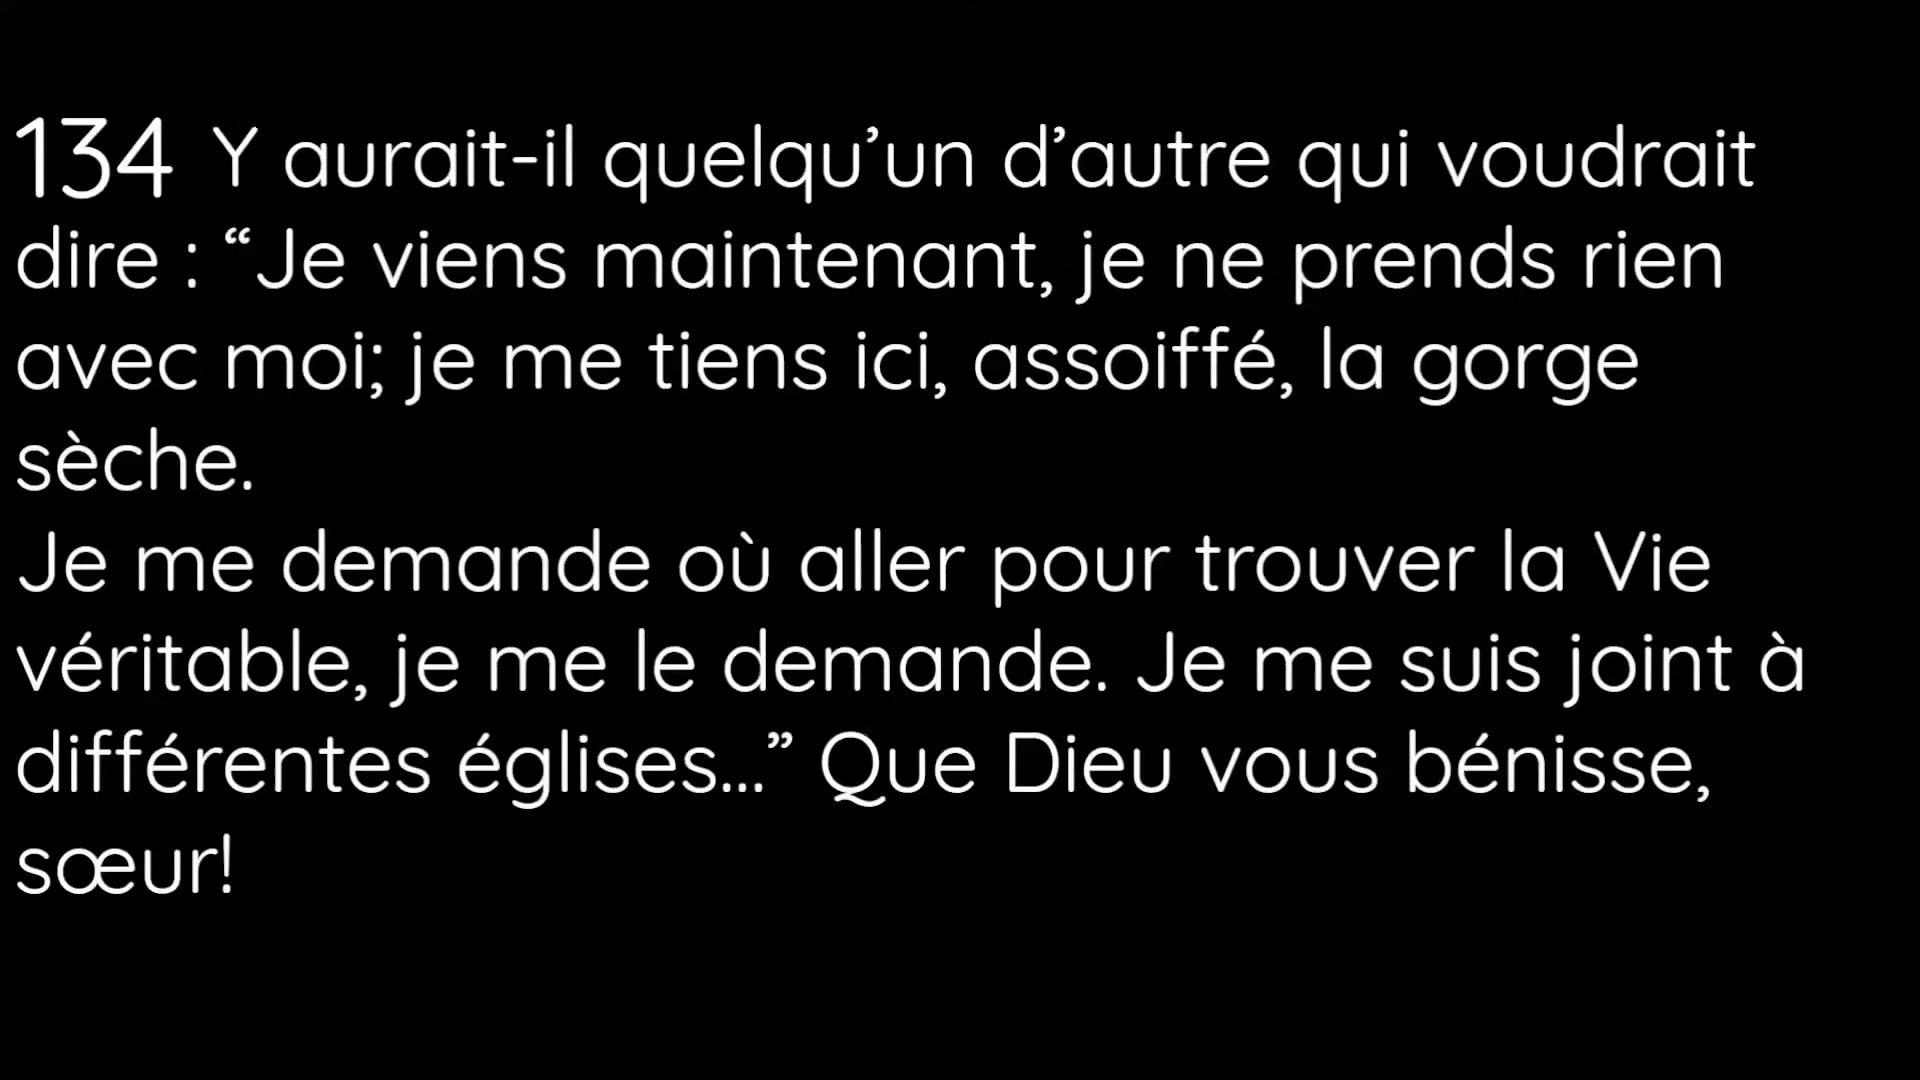 134 Y aurait-il quelqu’un d’autre qui voudrait
dire : “Je viens maintenant, je ne prends rien
avec moi; je me tiens ici, assoiffé, la gorge
sèche.
Je me demande où aller pour trouver la Vie
véritable, je me le demande. Je me suis joint à
différentes églises...” Que Dieu vous bénisse,
sœur!